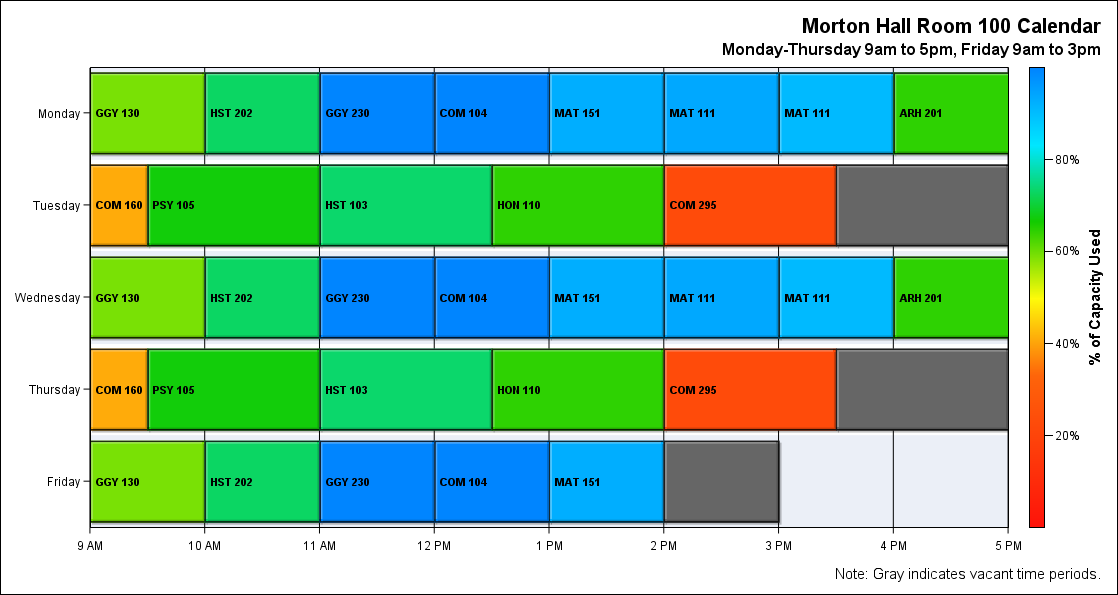 Morton Hall Room 100 Calendar
Monday-Thursday 9am to 5pm, Friday 9am to 3pm
Monday GGY 130 HST 202 GGY 230 COM 104 MAT 151 MAT 111 MAT 111 ARH 201
Tuesday COM 160 PSY 105 HST 103 HON 110 COM 295
Wednesday GGY 130 HST 202 GGY 230 COM 104 MAT 151 MAT 111 MAT 111 ARH 201
Thursday COM 160 PSY 105 HST 103 HON 110 COM 295
Friday GGY 130 HST 202 GGY 230 COM 104 MAT 151
9 AM 10 AM 11 AM 12 PM 1 PM 2 PM 3 PM 4 PM 5 PM
80%
60%
40%
20%
% of Capacity Used
Note: Gray indicates vacant time periods.